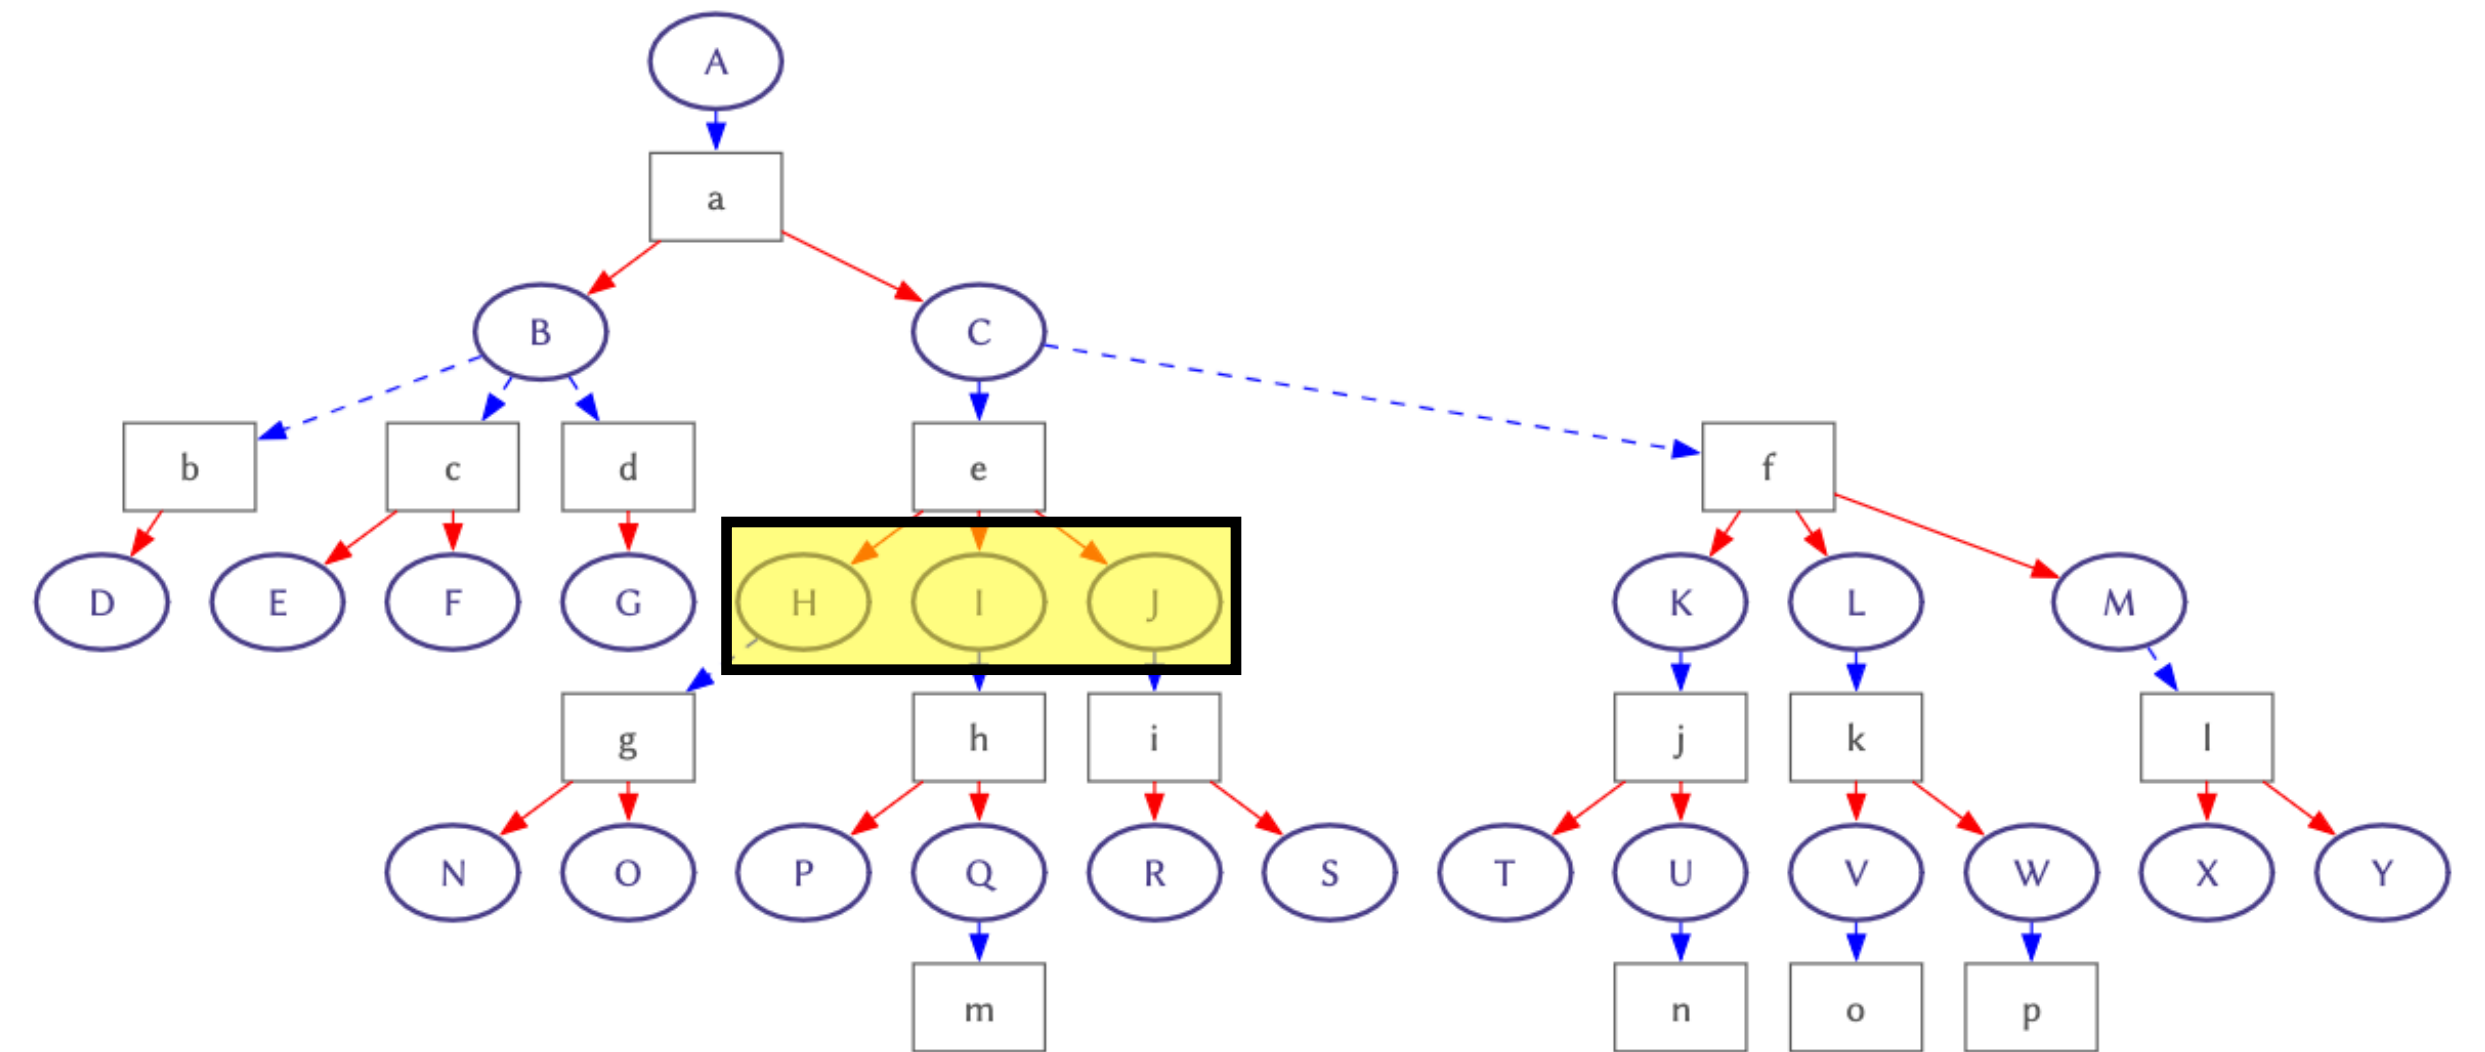 A
a
B C
b c d e f
D E F G H I J K L M
g h i j k l
N O P Q R S T U V W X Y
m n o p